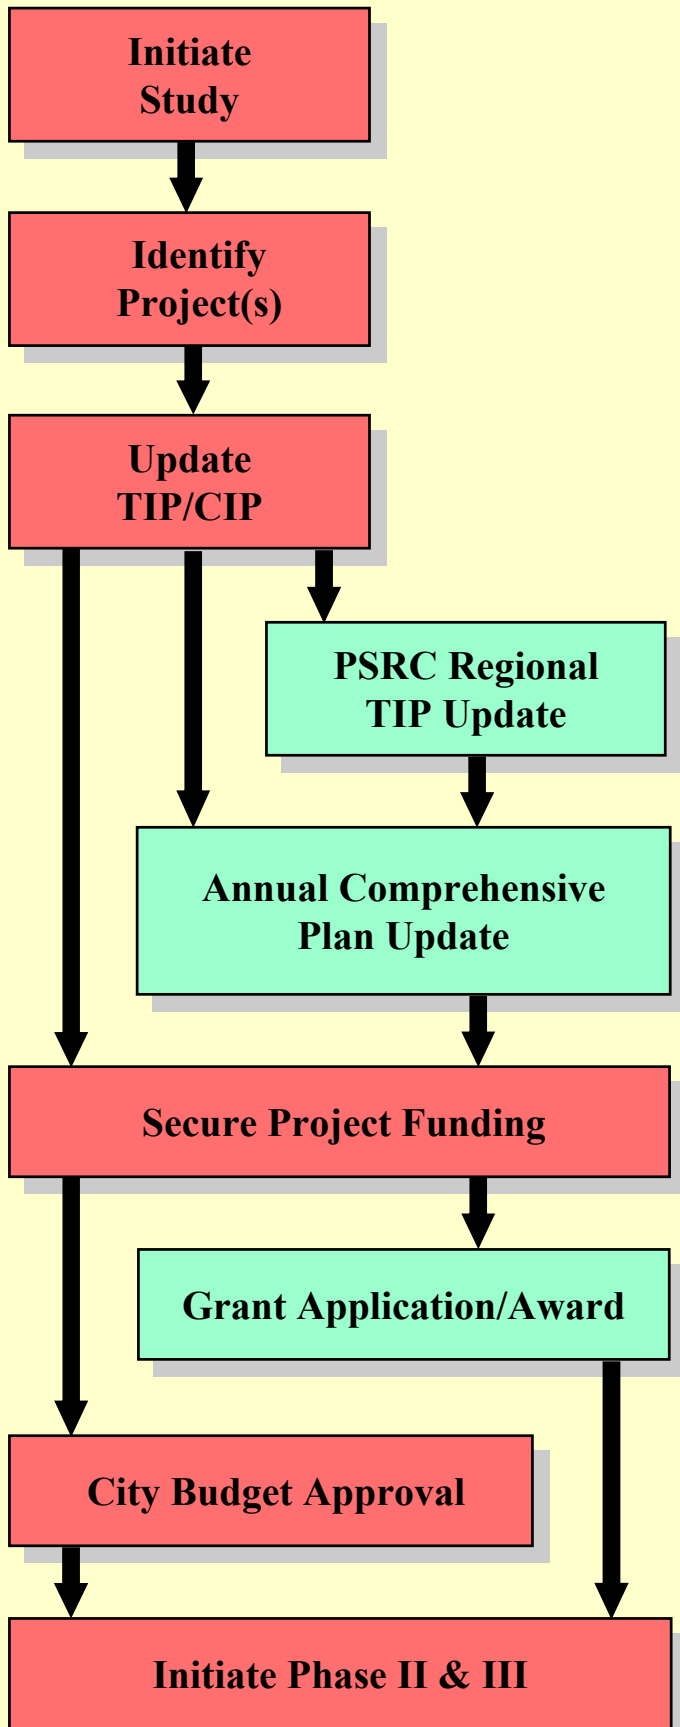 Initiate
Study
Identify
Project(s)
Update
TIP/CIP
PSRC Regional
TIP Update
Annual Comprehensive
Plan Update
Secure Project Funding
Grant Application/Award
City Budget Approval
Initiate Phase II & III